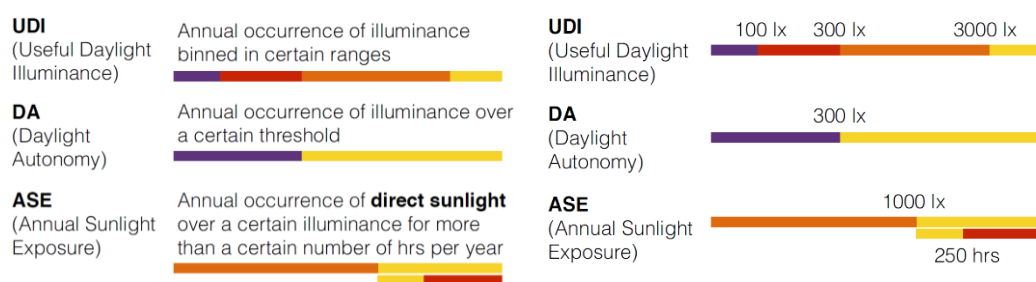 UDI
(Useful Daylight
Illuminance)
Annual occurrence of illuminance
binned in certain ranges
DA
(Daylight
Autonomy)
Annual occurrence of illuminance over
a certain threshold
ASE
(Annual Sunlight
Exposure)
Annual occurrence of direct sunlight
over a certain illuminance for more
than a certain number of hrs per year
UDI
(Useful Daylight
Illuminance)
100 lx 300 lx 3000 lx
DA
(Daylight
Autonomy)
300 lx
ASE
(Annual Sunlight
Exposure)
1000 lx
250 hrs